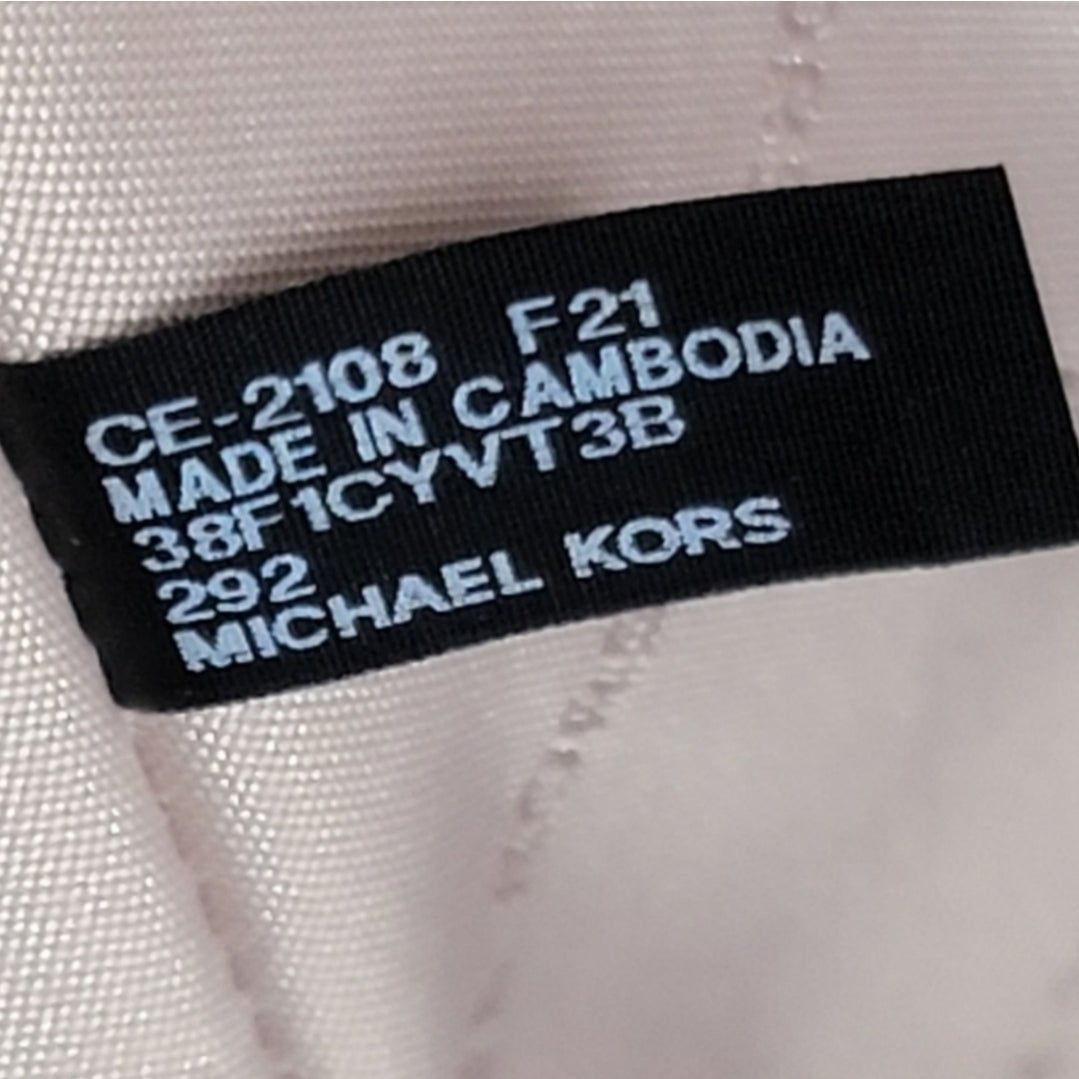 CE-2108 F21
MADE IN CAMBODIA
38F1CYVT3B
292
MICHAEL KORS